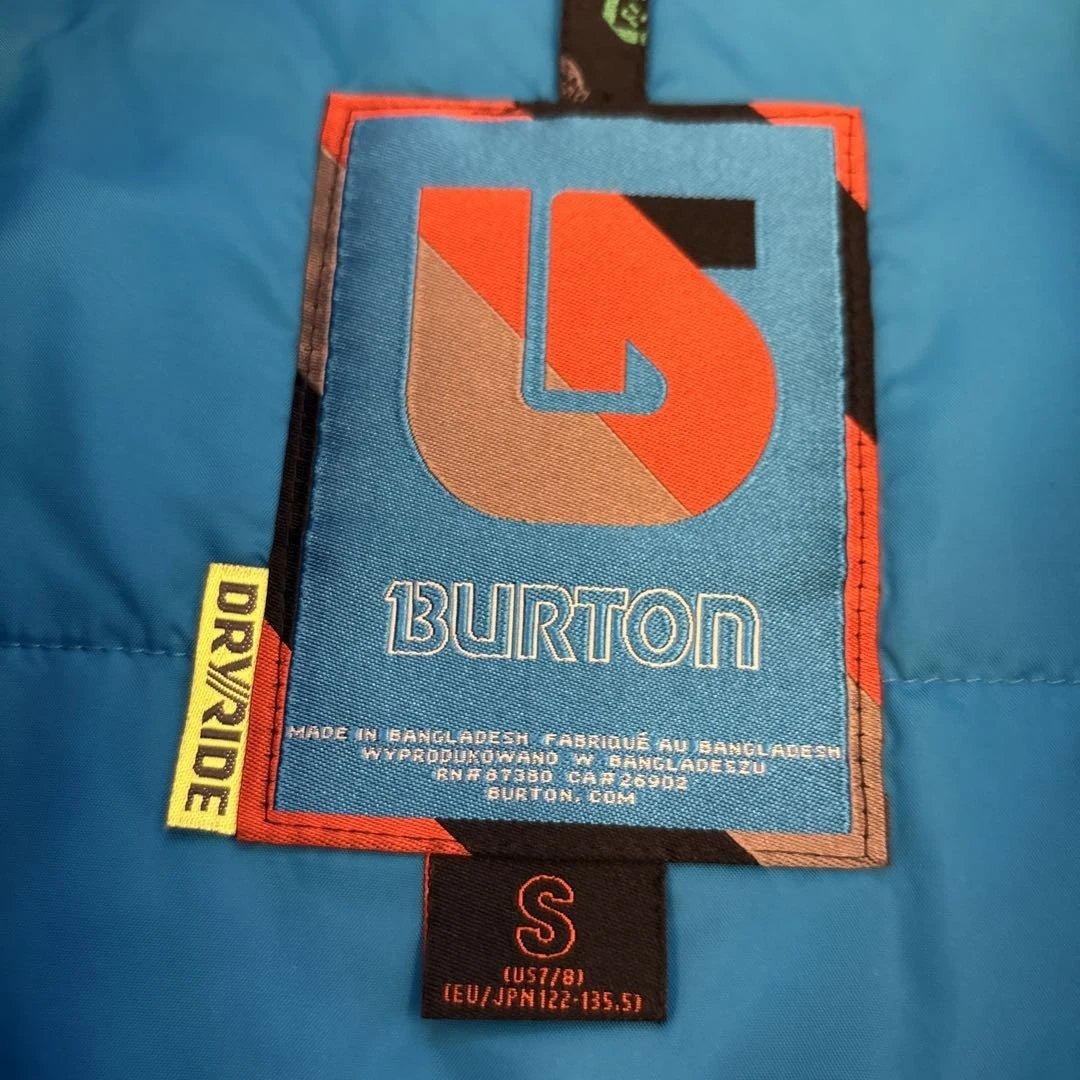 BURTON
DRY///RIDE
MADE IN BANGLADESH FABRIQUÉ AU BANGLADESH
WYPRODUKOWANO W BANGLADESZU
RN#87380 CA#26902
BURTON.COM
S
(US7/8)
(EU/JPN122-135.5)